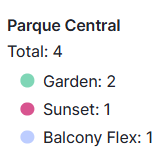 Parque Central
Total: 4
Garden: 2
Sunset: 1
Balcony Flex: 1